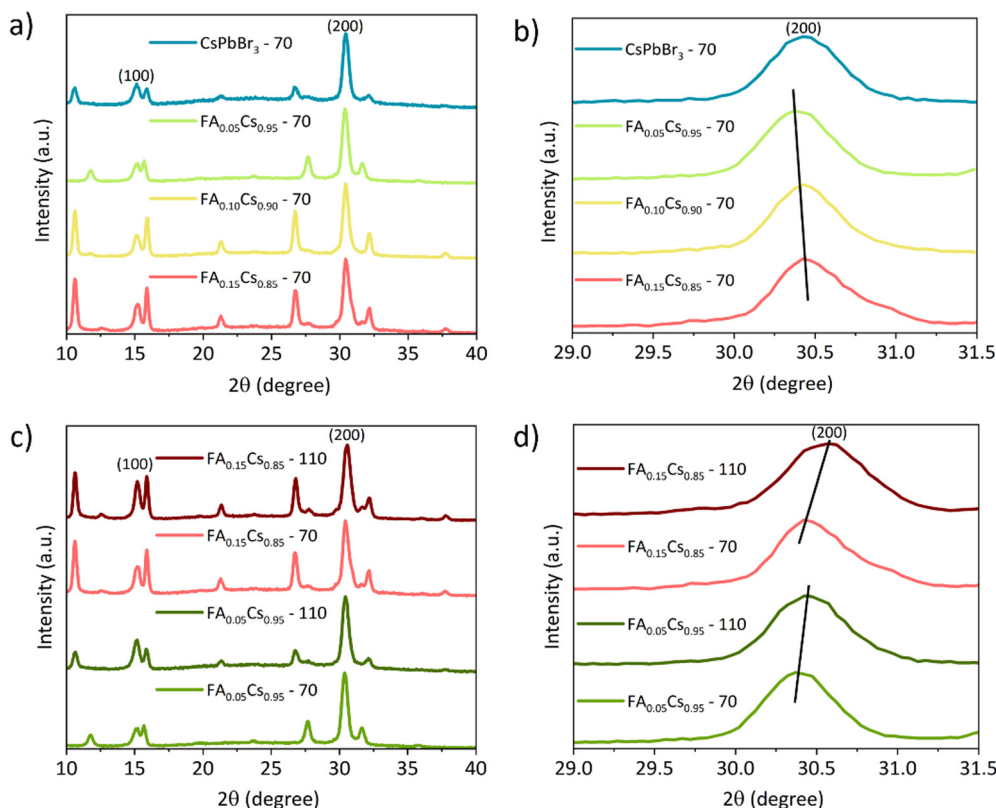 a)
(200)
CsPbBr₃ - 70
(100)
FA₀.₀₅Cs₀.₉₅ - 70
FA₀.₁₀Cs₀.₉₀ - 70
FA₀.₁₅Cs₀.₈₅ - 70
Intensity (a.u.)
10 15 20 25 30 35 40
2θ (degree)
b)
(200)
CsPbBr₃ - 70
FA₀.₀₅Cs₀.₉₅ - 70
FA₀.₁₀Cs₀.₉₀ - 70
FA₀.₁₅Cs₀.₈₅ - 70
Intensity (a.u.)
29.0 29.5 30.0 30.5 31.0 31.5
2θ (degree)
c)
(200)
FA₀.₁₅Cs₀.₈₅ - 110
(100)
FA₀.₁₅Cs₀.₈₅ - 70
FA₀.₀₅Cs₀.₉₅ - 110
FA₀.₀₅Cs₀.₉₅ - 70
Intensity (a.u.)
10 15 20 25 30 35 40
2θ (degree)
d)
(200)
FA₀.₁₅Cs₀.₈₅ - 110
FA₀.₁₅Cs₀.₈₅ - 70
FA₀.₀₅Cs₀.₉₅ - 110
FA₀.₀₅Cs₀.₉₅ - 70
Intensity (a.u.)
29.0 29.5 30.0 30.5 31.0 31.5
2θ (degree)